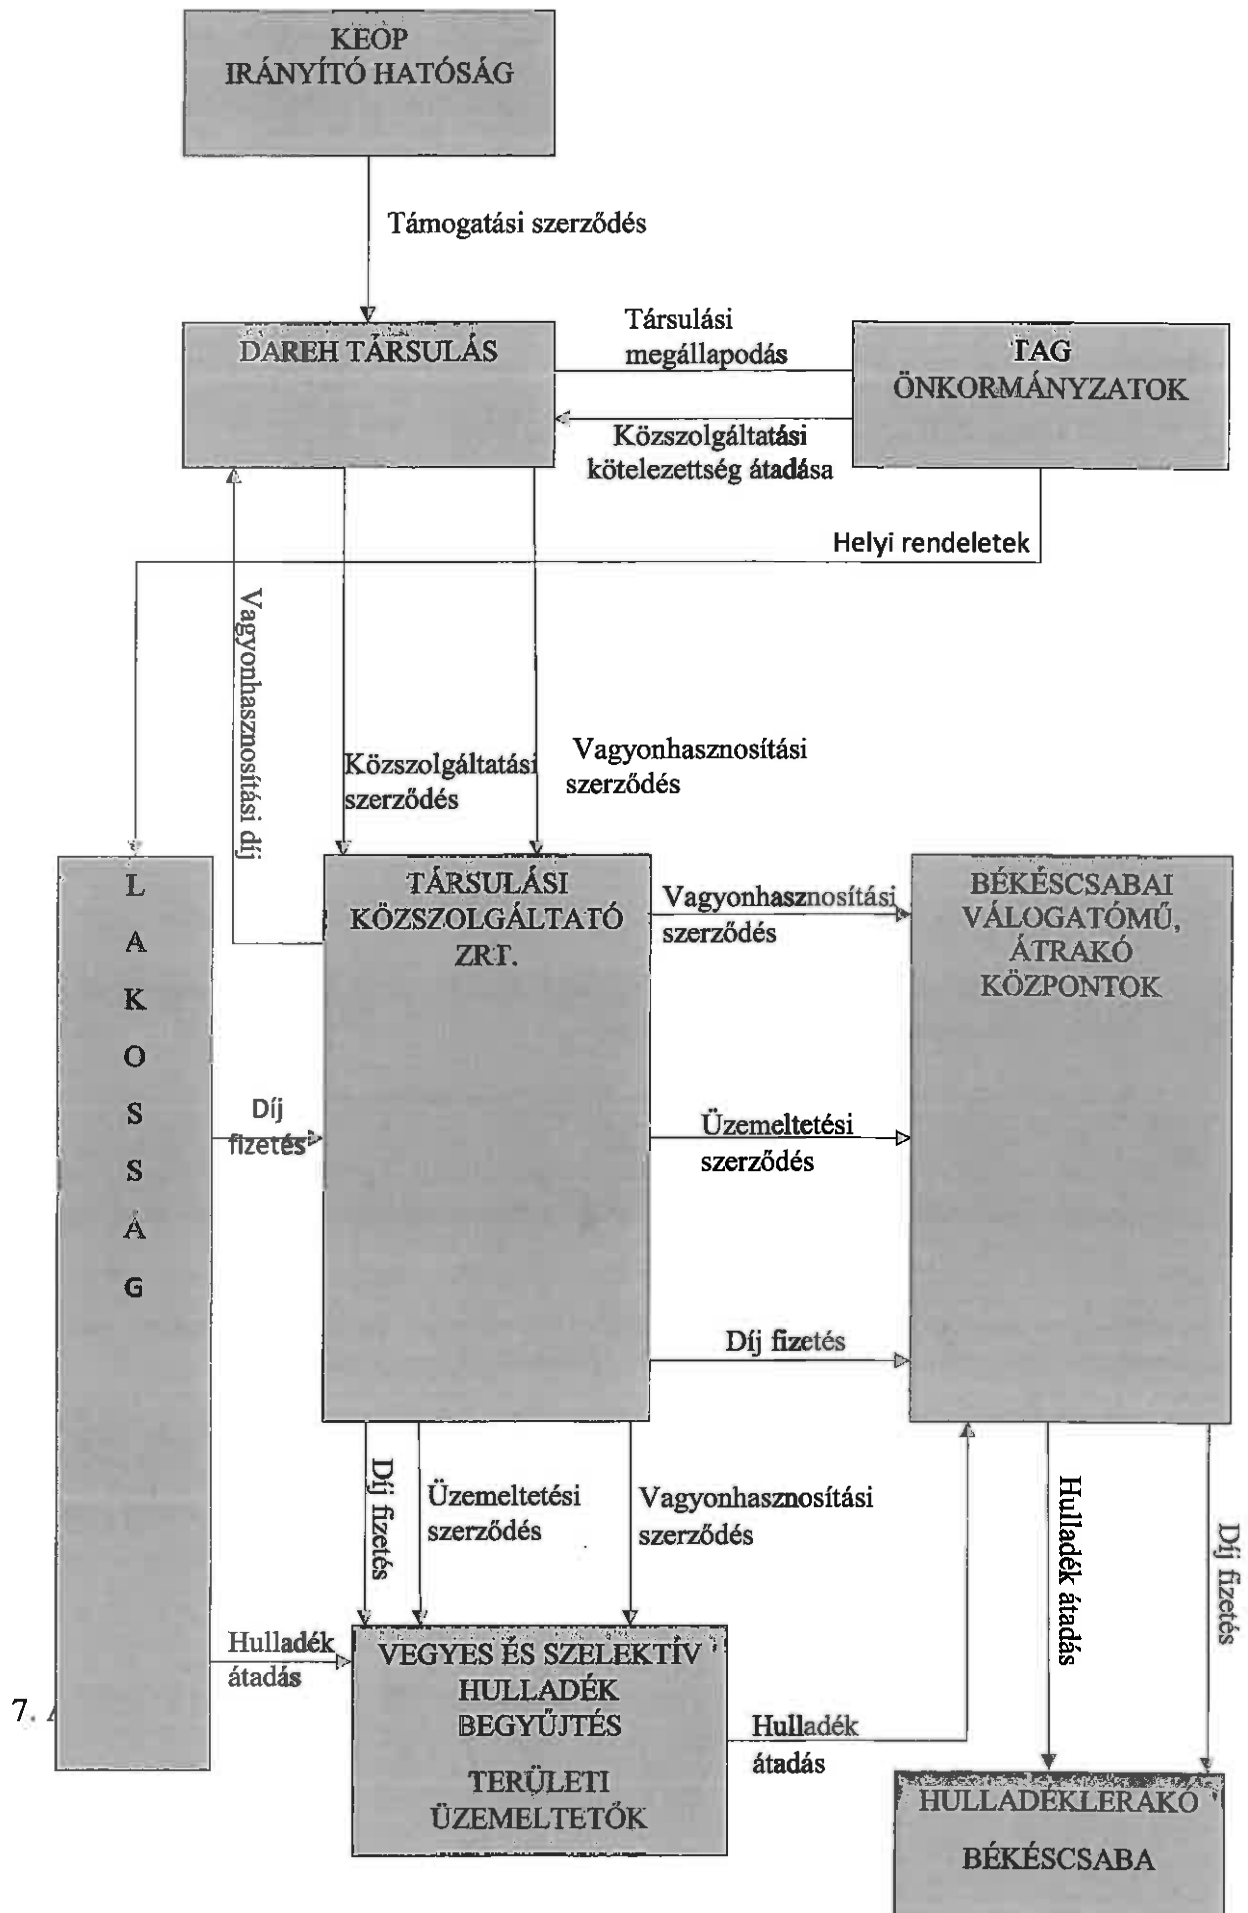 KEOP
IRÁNYÍTÓ HATÓSÁG
Támogatási szerződés
DAREH TÁRSULÁS
Társulási
megállapodás
TAG
ÖNKORMÁNYZATOK
Közszolgáltatási
kötelezettség átadása
Helyi rendeletek
Vagyonhasznosítási díj
Közszolgáltatási
szerződés
Vagyonhasznosítási
szerződés
L
A
K
O
S
S
Á
G
TÁRSULÁSI
KÖZSZOLGÁLTATÓ
ZRT.
Vagyonhasznosítási
szerződés
BÉKÉSCSABAI
VÁLOGATÓMŰ,
ÁTRAKÓ
KÖZPONTOK
Díj
fizetés
Üzemeltetési
szerződés
Díj fizetés
Díj fizetés
Üzemeltetési
szerződés
Vagyonhasznosítási
szerződés
Hulladék átadás
Díj fizetés
Hulladék
átadás
VEGYES ÉS SZELEKTÍV
HULLADÉK
BEGYŰJTÉS
TERÜLETI
ÜZEMELTETŐK
7.
Hulladék
átadás
HULLADÉKLERAKÓ
BÉKÉSCSABA